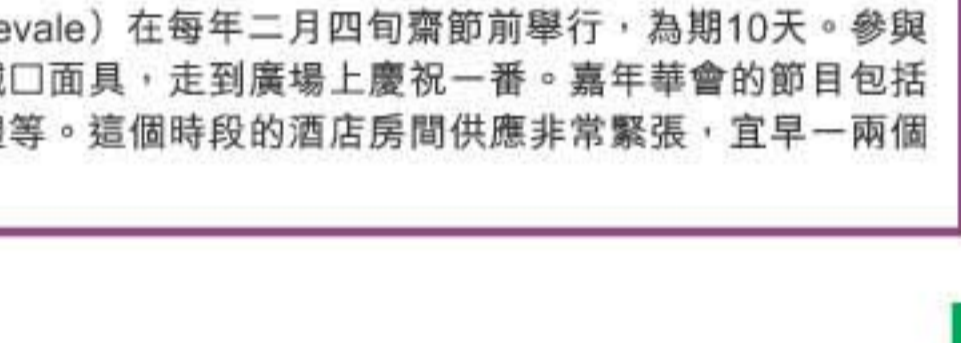 evale）在每年二月四旬齋節前舉行，為期10天。參與
□面具，走到廣場上慶祝一番。嘉年華會的節目包括
等。這個時段的酒店房間供應非常緊張，宜早一兩個